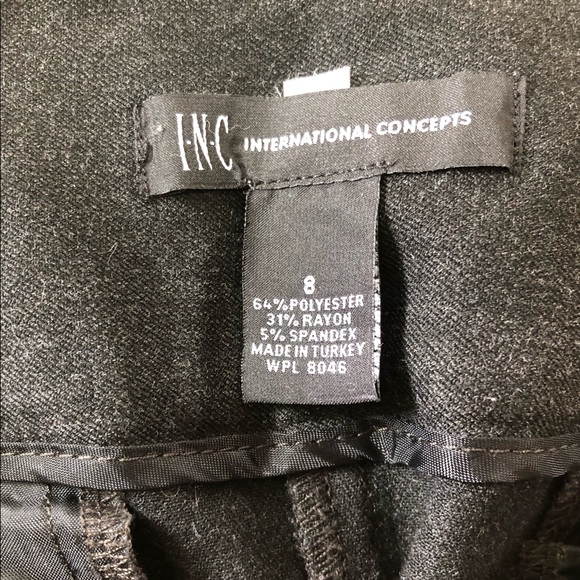 I·N·C INTERNATIONAL CONCEPTS
8
64% POLYESTER
31% RAYON
5% SPANDEX
MADE IN TURKEY
WPL 8046